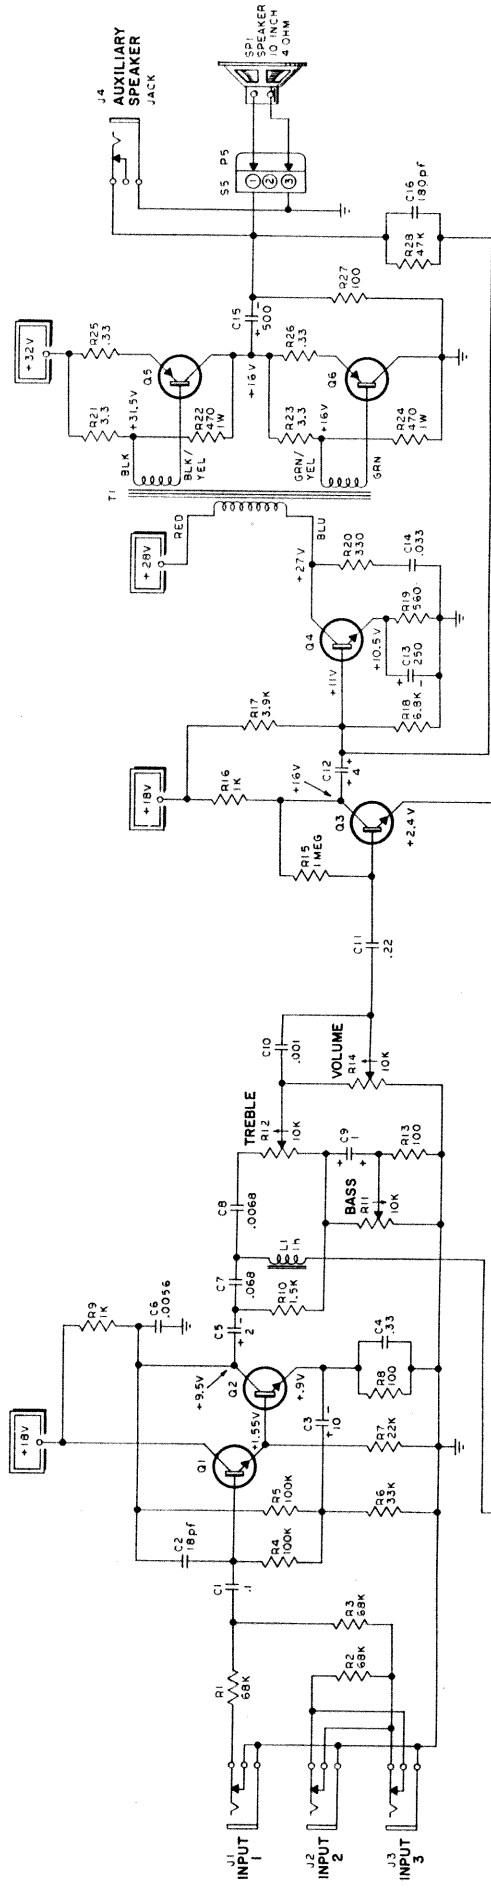 J1
INPUT
1
J2
INPUT
2
J3
INPUT
3
R1
68K
R2
68K
R3
68K
C1
.1
C2
18pf
R4
100K
R5
100K
R6
33K
+18V
Q1
+1.55V
R7
22K
C3
+ 10 -
R9
1K
C6
.0056
+9.5V
Q2
+.9V
R8
100
C4
.33
C5
+ 2 -
C7
.068
R10
1.5K
L1
1h
C8
.0068
TREBLE
R12
10K
BASS
R11
10K
C9
1
+ +
R13
100
C10
.001
VOLUME
R14
10K
C11
.22
+18V
R16
1K
R15
1MEG
+16V
Q3
+2.4V
C12
+ 4 +
R17
3.9K
R18
6.8K
+11V
Q4
+10.5V
C13
250
+ -
R19
560
+27V
R20
330
C14
.033
+28V
RED
BLU
T1
BLK
BLK/
YEL
GRN/
YEL
GRN
+32V
R21
3.3
+31.5V
R22
470
1W
R25
.33
Q5
+16V
R23
3.3
+16V
R24
470
1W
R26
.33
Q6
C15
+ 500 -
R27
100
R28
47K
C16
180pf
J4
AUXILIARY
SPEAKER
JACK
S5
P5
1
2
3
SP1
SPEAKER
10 INCH
4 OHM